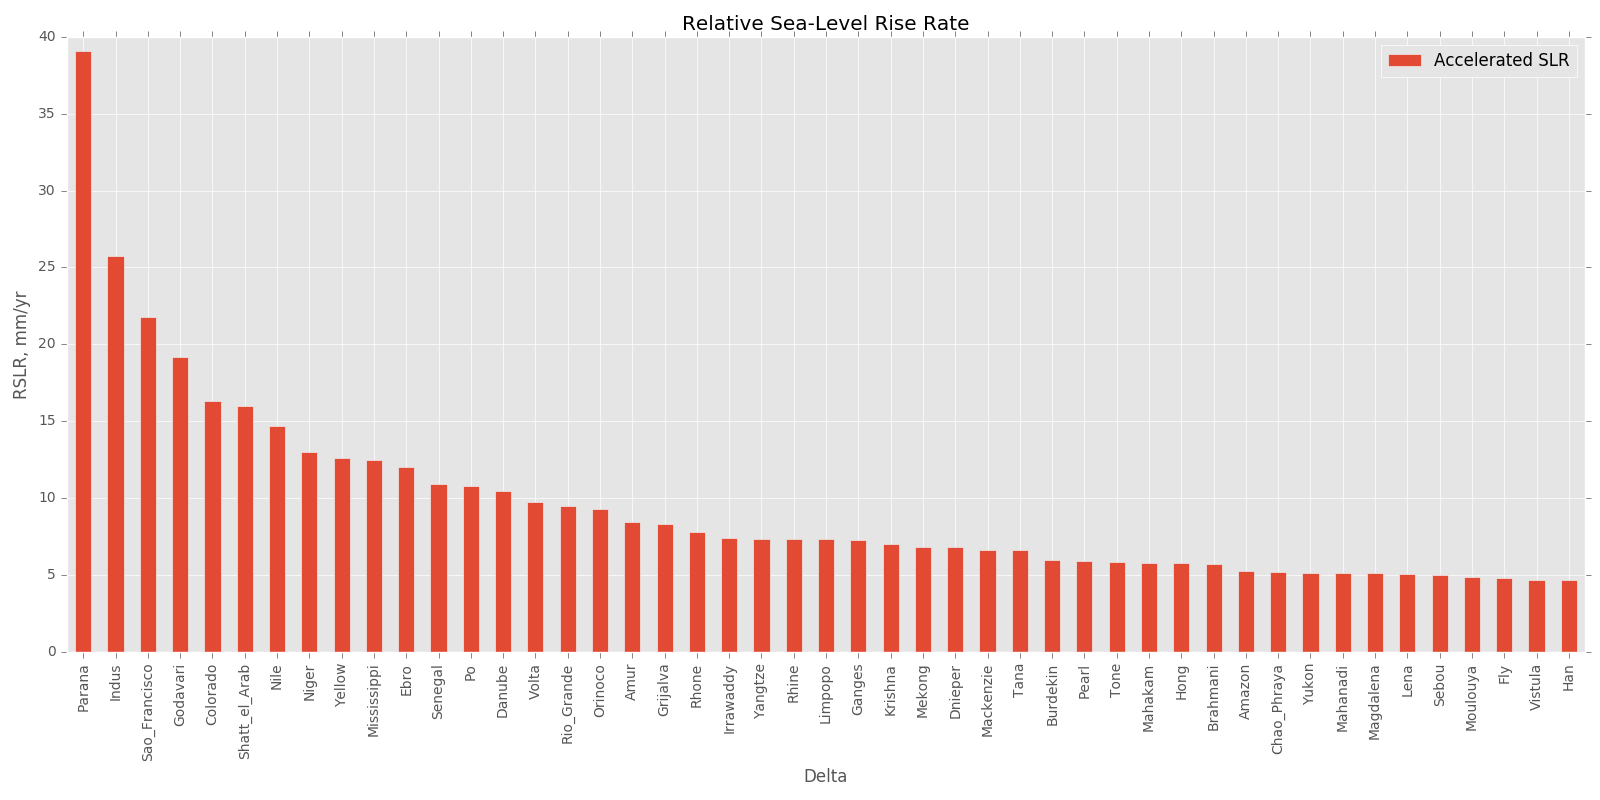 Relative Sea-Level Rise Rate
Accelerated SLR
RSLR, mm/yr
40
35
30
25
20
15
10
5
0
Parana
Indus
Sao_Francisco
Godavari
Colorado
Shatt_el_Arab
Nile
Niger
Yellow
Mississippi
Ebro
Senegal
Po
Danube
Volta
Rio_Grande
Orinoco
Amur
Grijalva
Rhone
Irrawaddy
Yangtze
Rhine
Limpopo
Ganges
Krishna
Mekong
Dnieper
Mackenzie
Tana
Burdekin
Pearl
Tone
Mahakam
Hong
Brahmani
Amazon
Chao_Phraya
Yukon
Mahanadi
Magdalena
Lena
Sebou
Moulouya
Fly
Vistula
Han
Delta